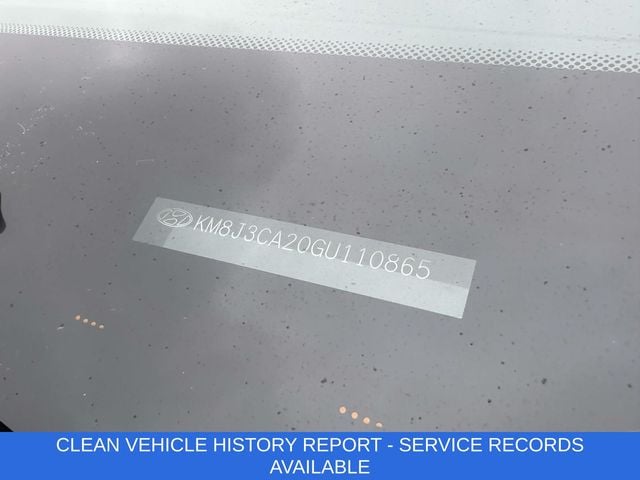 KM8J3CA20GU110865
CLEAN VEHICLE HISTORY REPORT - SERVICE RECORDS
AVAILABLE